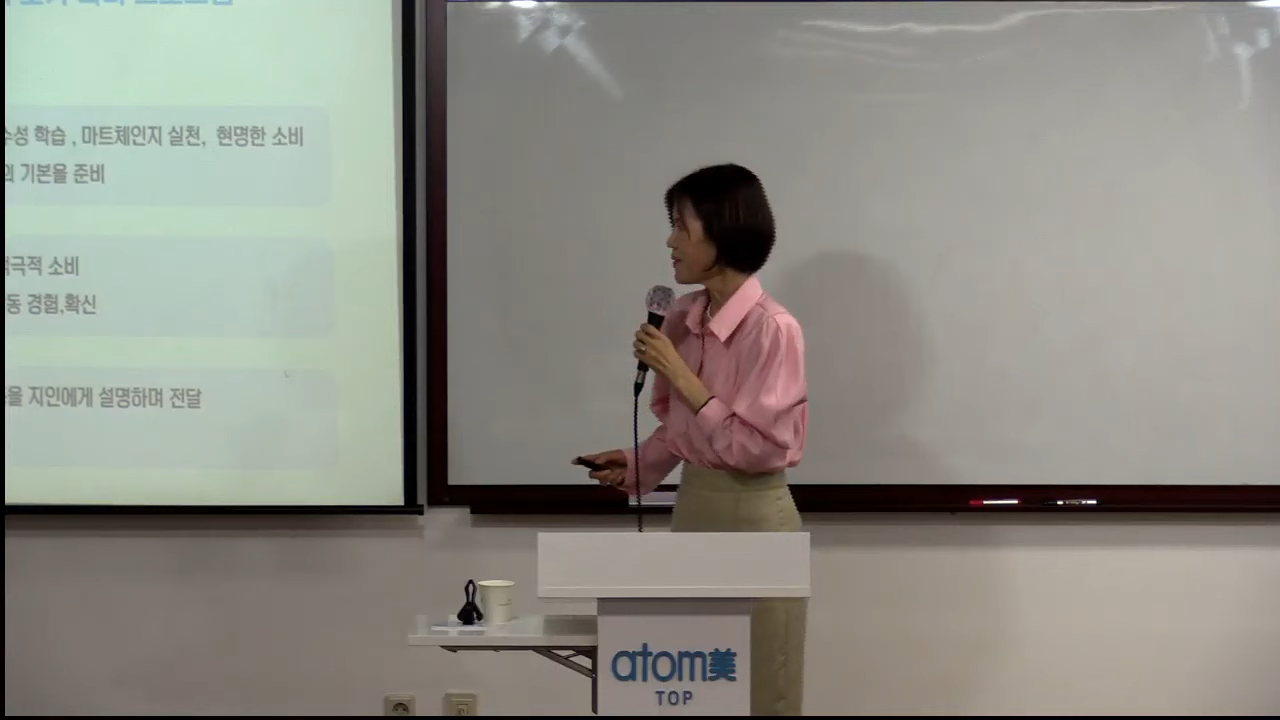 수성 학습 , 마트체인지 실천, 현명한 소비
의 기본을 준비
적극적 소비
동 경험,확신
을 지인에게 설명하며 전달
atom美
TOP